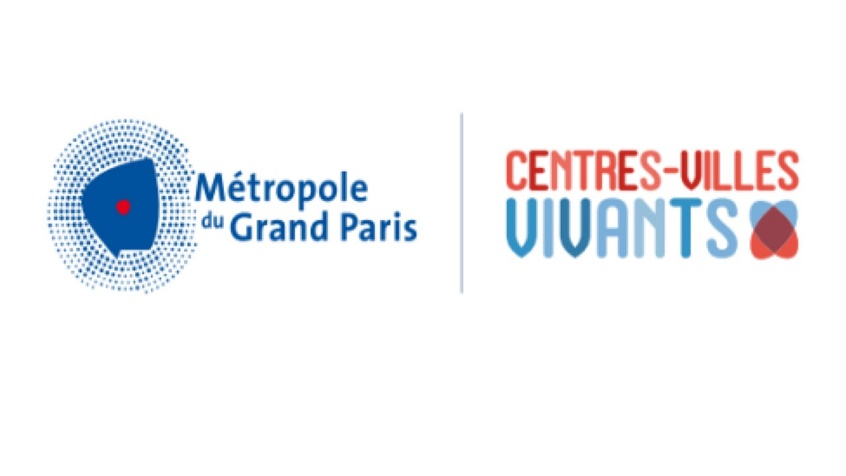 Métropole
du Grand Paris
CENTRES-VILLES
VIVANTS